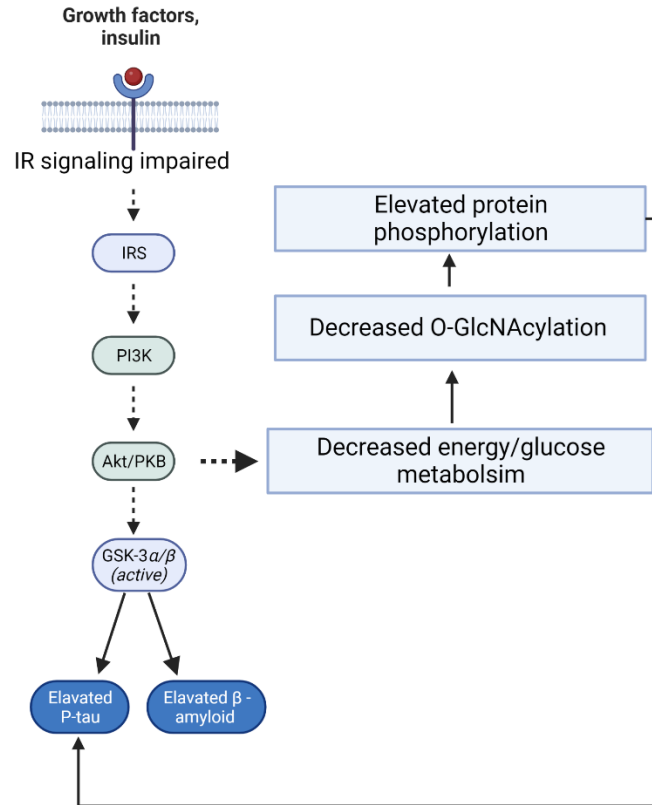 Growth factors,
insulin
IR signaling impaired
IRS
PI3K
Akt/PKB
GSK-3α/β
(active)
Elavated
P-tau
Elavated β -
amyloid
Elevated protein
phosphorylation
Decreased O-GlcNAcylation
Decreased energy/glucose
metabolsim